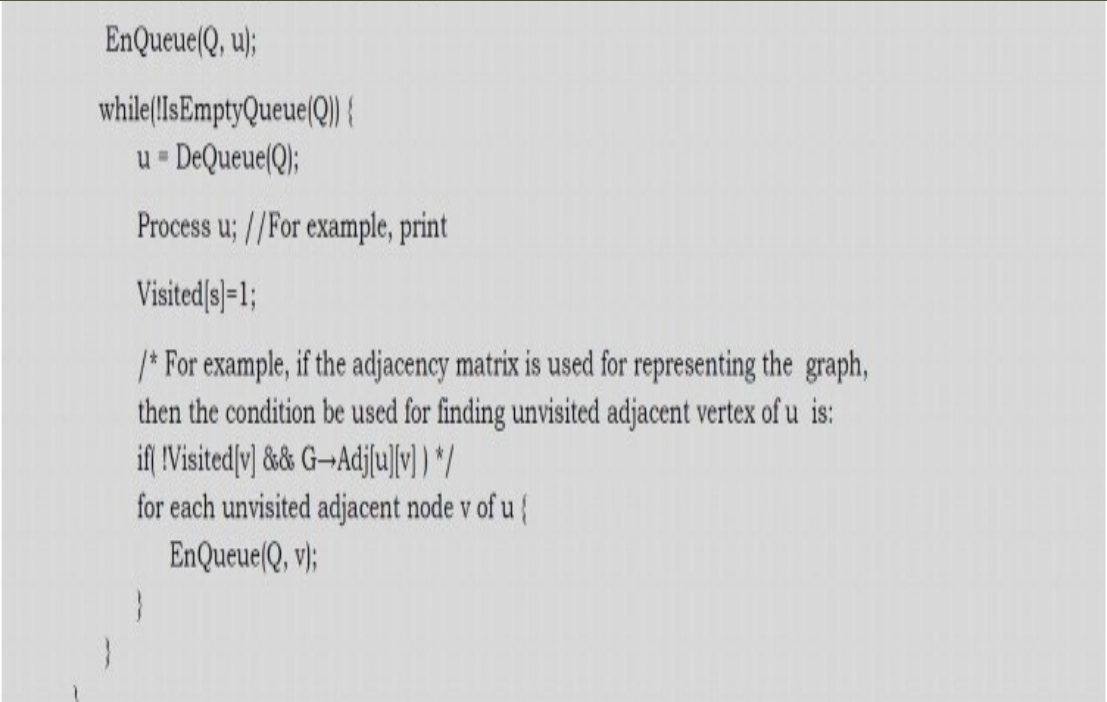 EnQueue(Q, u);
while(!IsEmptyQueue(Q)) {
u = DeQueue(Q);
Process u; //For example, print
Visited[s]=1;
/* For example, if the adjacency matrix is used for representing the graph,
then the condition be used for finding unvisited adjacent vertex of u is:
if( !Visited[v] && G→Adj[u][v] ) */
for each unvisited adjacent node v of u {
EnQueue(Q, v);
}
}